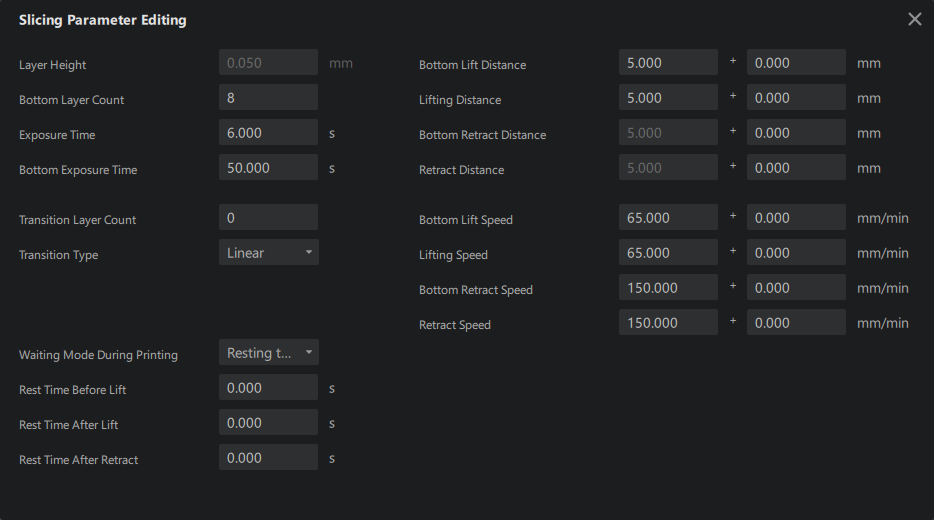 Slicing Parameter Editing
Layer Height 0.050 mm
Bottom Layer Count 8
Exposure Time 6.000 s
Bottom Exposure Time 50.000 s
Transition Layer Count 0
Transition Type Linear
Waiting Mode During Printing Resting t...
Rest Time Before Lift 0.000 s
Rest Time After Lift 0.000 s
Rest Time After Retract 0.000 s
Bottom Lift Distance 5.000 + 0.000 mm
Lifting Distance 5.000 + 0.000 mm
Bottom Retract Distance 5.000 + 0.000 mm
Retract Distance 5.000 + 0.000 mm
Bottom Lift Speed 65.000 + 0.000 mm/min
Lifting Speed 65.000 + 0.000 mm/min
Bottom Retract Speed 150.000 + 0.000 mm/min
Retract Speed 150.000 + 0.000 mm/min